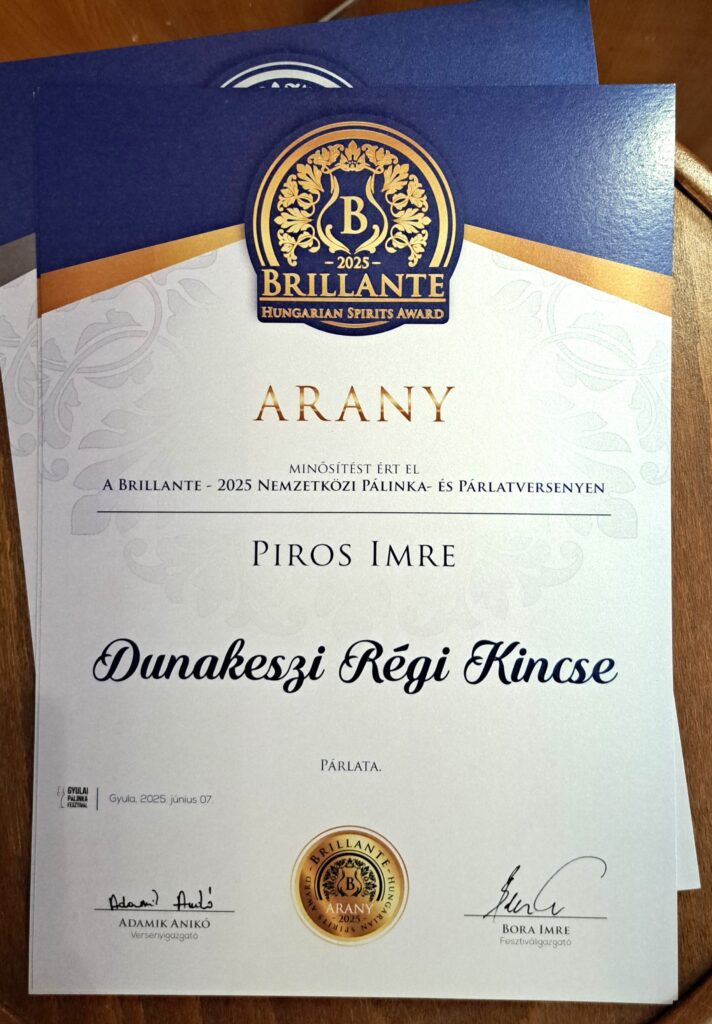 B
– 2025 –
BRILLANTE
HUNGARIAN SPIRITS AWARD
ARANY
MINŐSÍTÉST ÉRT EL
A BRILLANTE - 2025 NEMZETKÖZI PÁLINKA- ÉS PÁRLATVERSENYEN
PIROS IMRE
Dunakeszi Régi Kincse
PÁRLATA.
GYULAI
PÁLINKA
FESZTIVÁL
Gyula, 2025. június 07.
BRILLANTE - HUNGARIAN SPIRITS AWARD -
B
ARANY
2025
Adamik Anikó
ADAMIK ANIKÓ
Versenyigazgató
BORA IMRE
Fesztiváligazgató